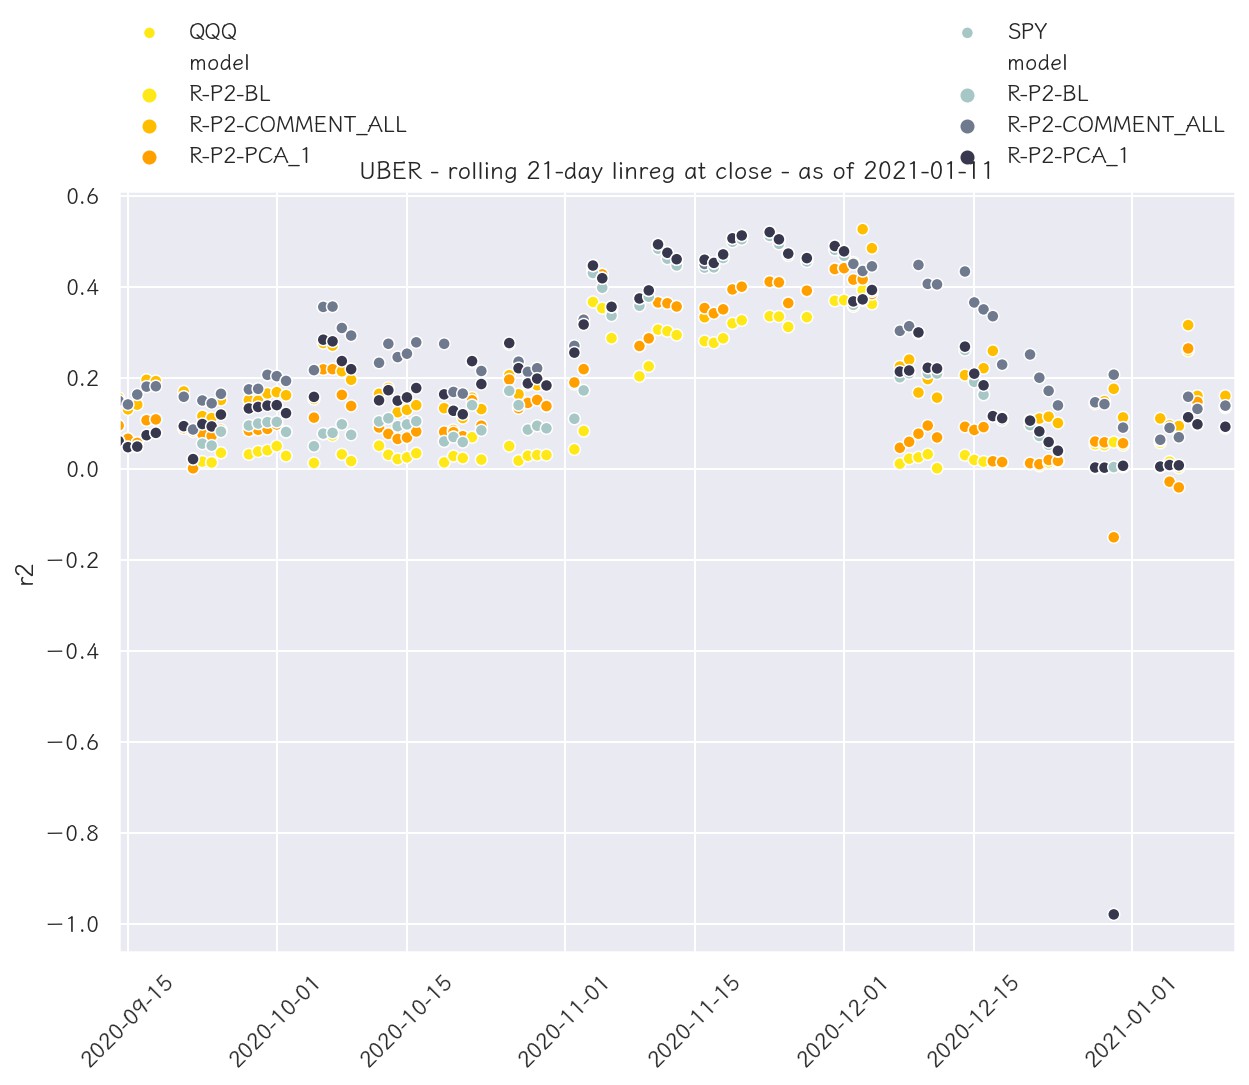 QQQ
model
R-P2-BL
R-P2-COMMENT_ALL
R-P2-PCA_1
SPY
model
R-P2-BL
R-P2-COMMENT_ALL
R-P2-PCA_1
UBER - rolling 21-day linreg at close - as of 2021-01-11
r2
0.6
0.4
0.2
0.0
−0.2
−0.4
−0.6
−0.8
−1.0
2020-09-15
2020-10-01
2020-10-15
2020-11-01
2020-11-15
2020-12-01
2020-12-15
2021-01-01